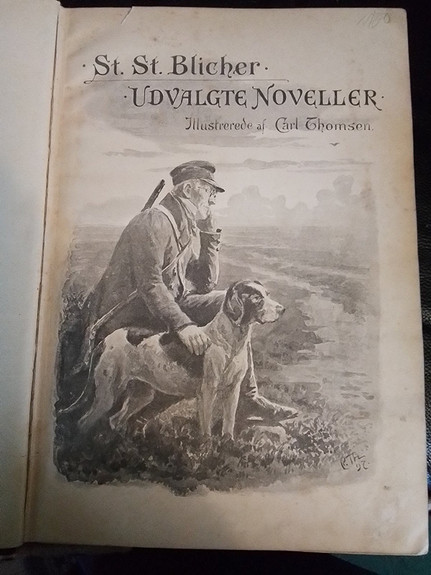 · St. St. Blicher ·
· UDVALGTE NOVELLER ·
Illustrerede af Carl Thomsen.